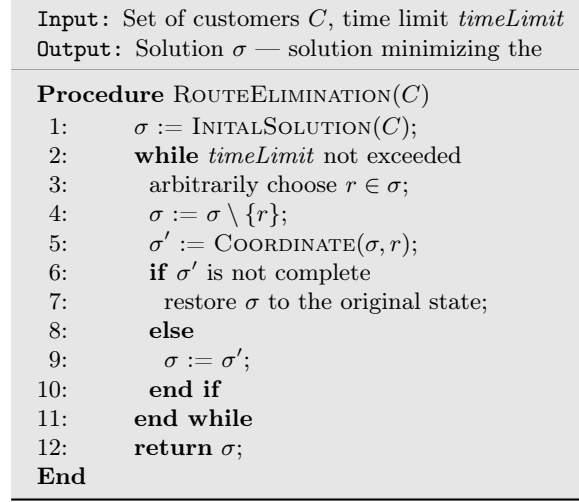 Input: Set of customers C, time limit timeLimit
Output: Solution σ — solution minimizing the
Procedure ROUTEELIMINATION(C)
1: σ := INITALSOLUTION(C);
2: while timeLimit not exceeded
3: arbitrarily choose r ∈ σ;
4: σ := σ \ {r};
5: σ′ := COORDINATE(σ, r);
6: if σ′ is not complete
7: restore σ to the original state;
8: else
9: σ := σ′;
10: end if
11: end while
12: return σ;
End